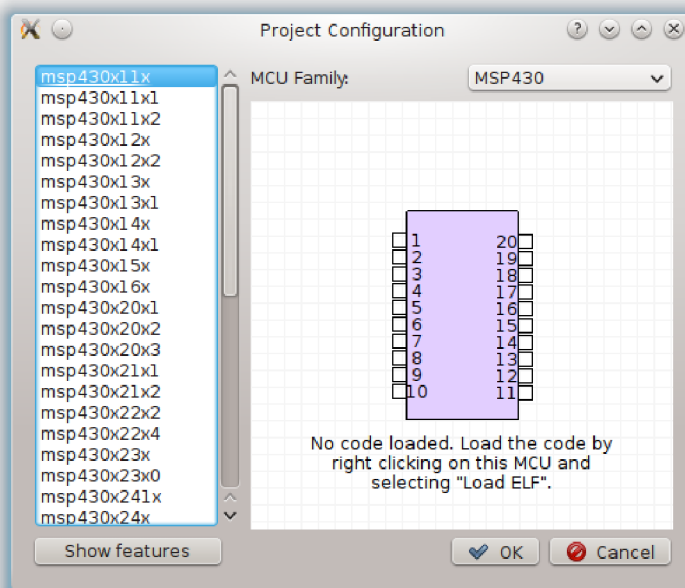 Project Configuration
msp430x11x
msp430x11x1
msp430x11x2
msp430x12x
msp430x12x2
msp430x13x
msp430x13x1
msp430x14x
msp430x14x1
msp430x15x
msp430x16x
msp430x20x1
msp430x20x2
msp430x20x3
msp430x21x1
msp430x21x2
msp430x22x2
msp430x22x4
msp430x23x
msp430x23x0
msp430x241x
msp430x24x
Show features
MCU Family: MSP430
1 20
2 19
3 18
4 17
5 16
6 15
7 14
8 13
9 12
10 11
No code loaded. Load the code by
right clicking on this MCU and
selecting "Load ELF".
OK Cancel